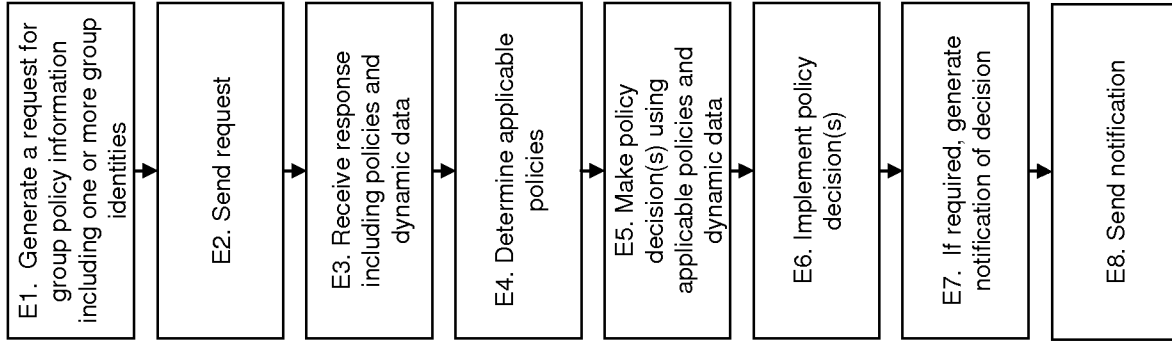 E1.  Generate a request for
group policy information
including one or more group
identities
E2. Send request
E3. Receive response
including policies and
dynamic data
E4. Determine applicable
policies
E5. Make policy
decision(s) using
applicable policies and
dynamic data
E6. Implement policy
decision(s)
E7.  If required, generate
notification of decision
E8. Send notification